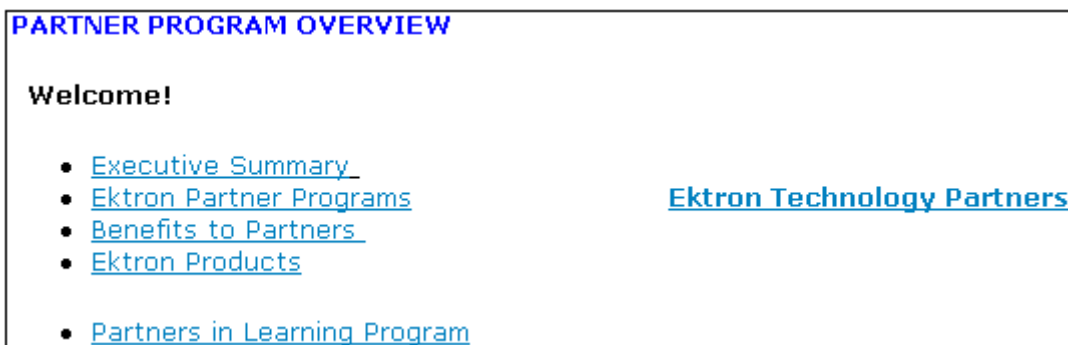 PARTNER PROGRAM OVERVIEW
Welcome!
• Executive Summary
• Ektron Partner Programs
Ektron Technology Partners
• Benefits to Partners
• Ektron Products
• Partners in Learning Program